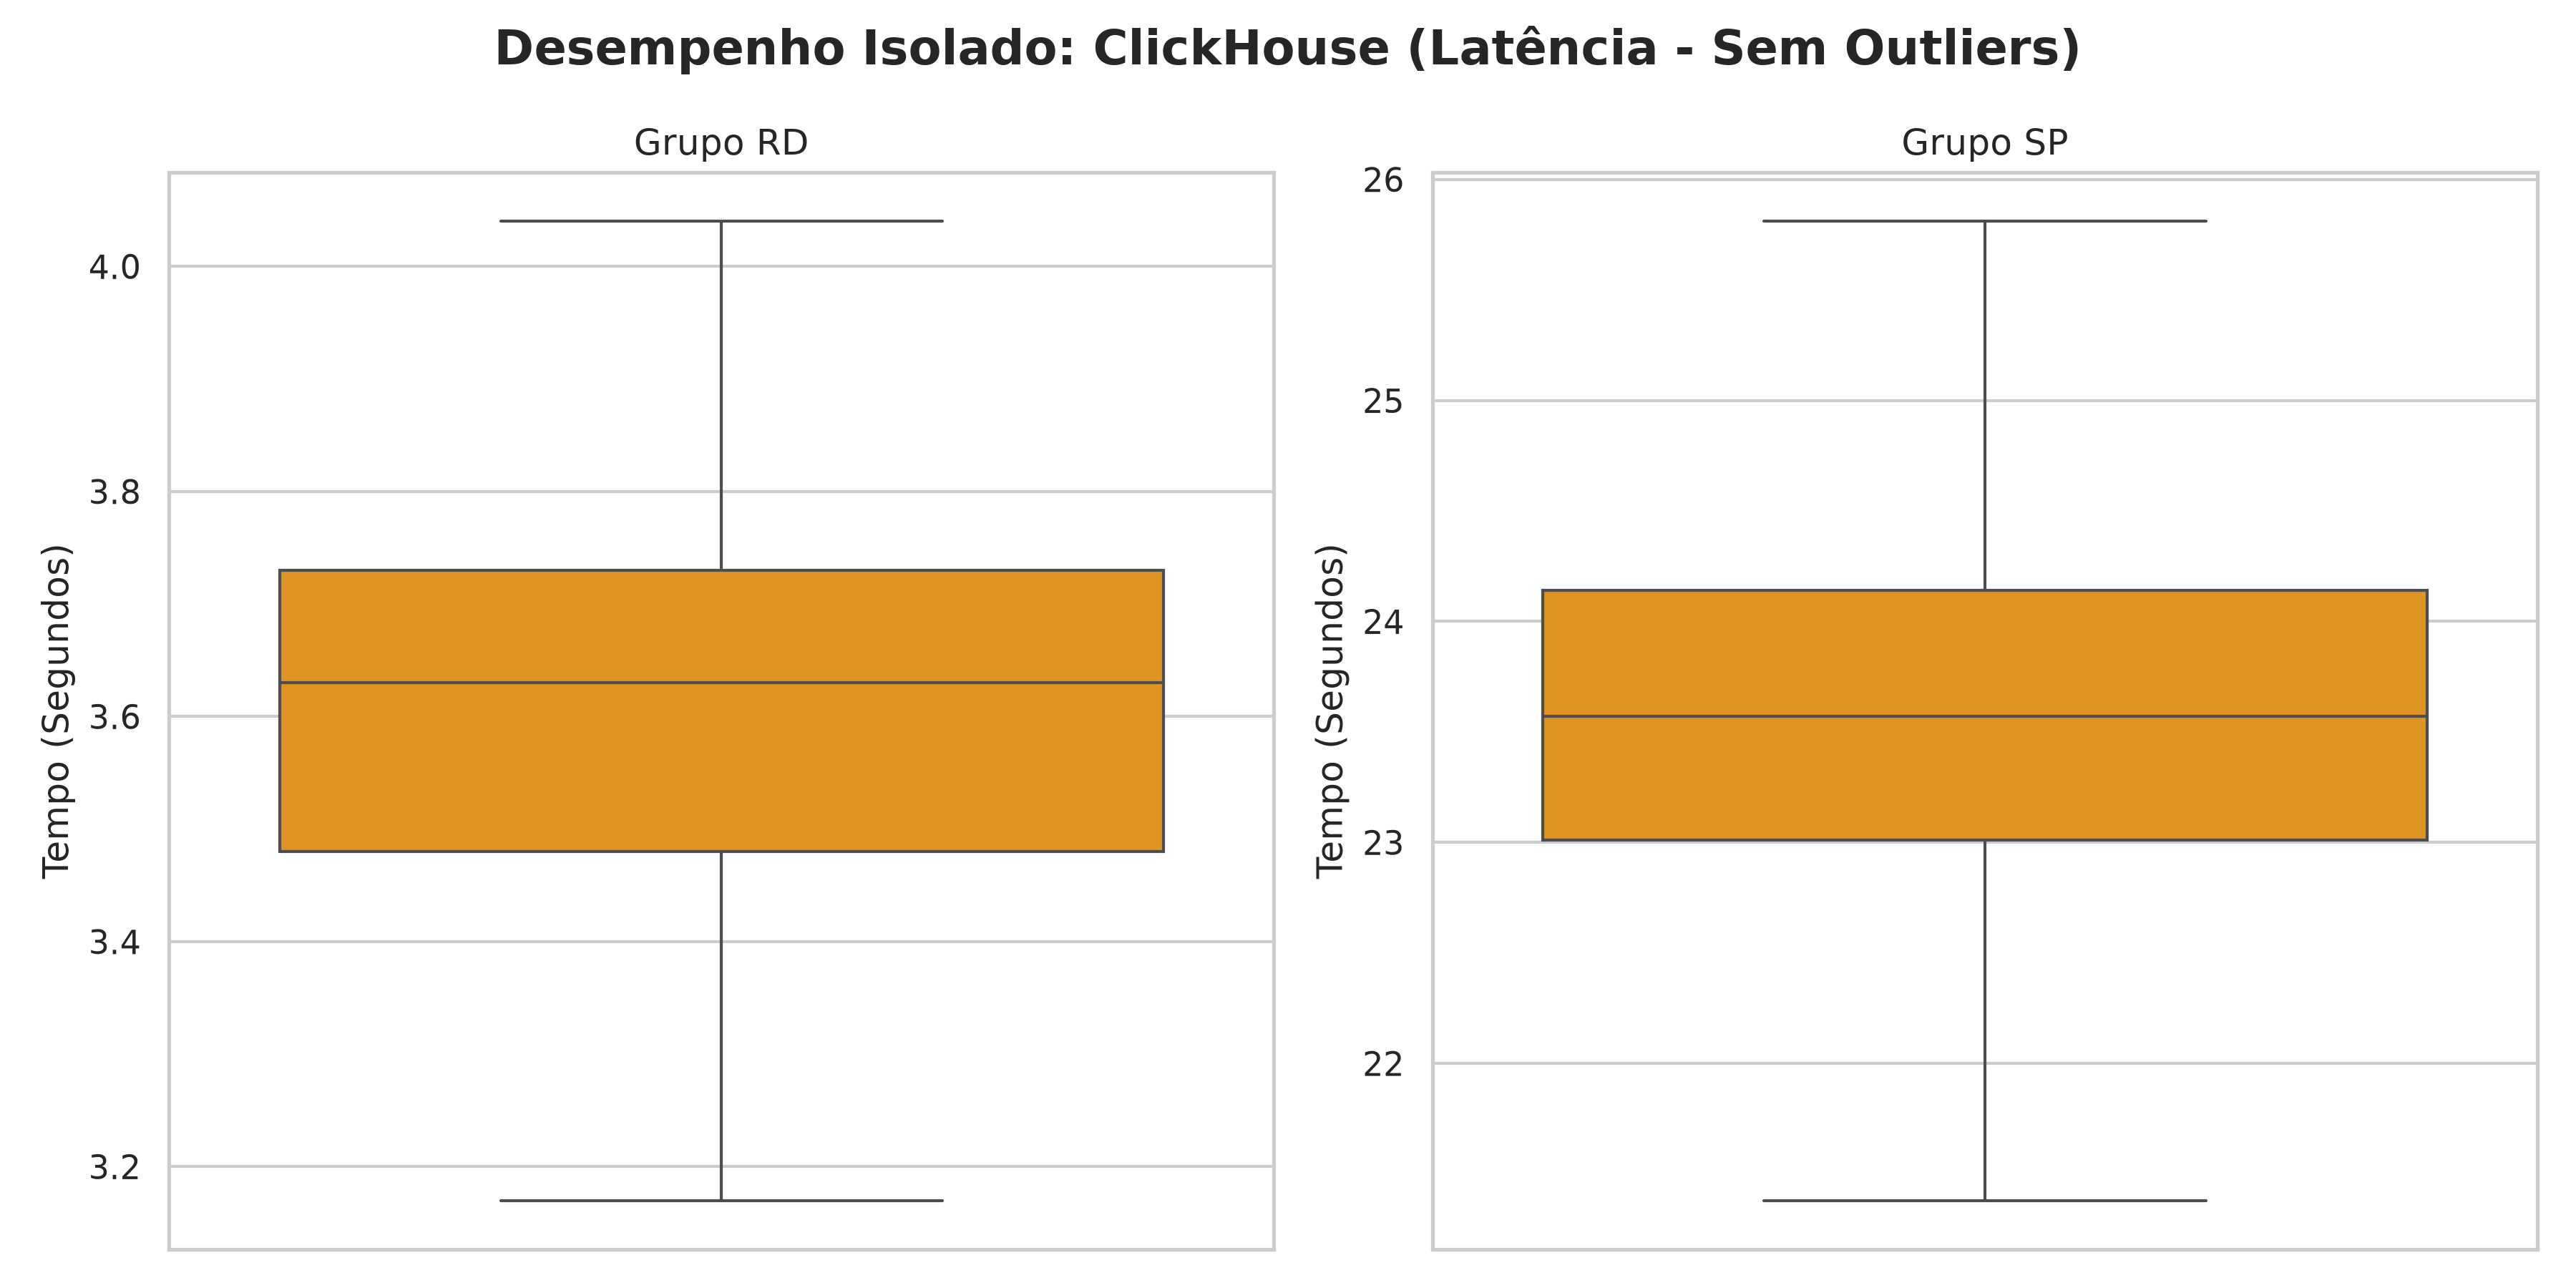 Desempenho Isolado: ClickHouse (Latência - Sem Outliers)
Grupo RD
Tempo (Segundos)
4.0
3.8
3.6
3.4
3.2
Grupo SP
Tempo (Segundos)
26
25
24
23
22